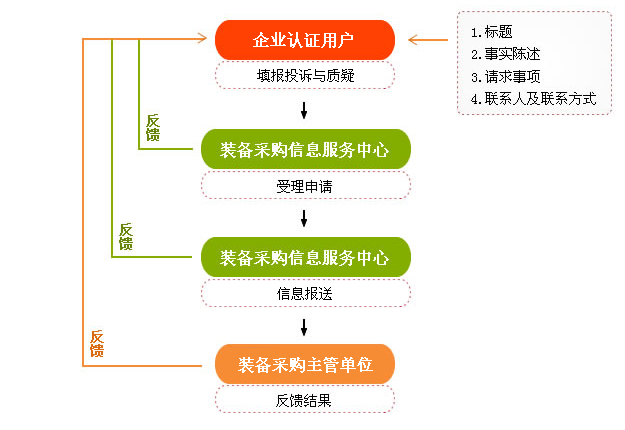 企业认证用户
填报投诉与质疑
1.标题
2.事实陈述
3.请求事项
4.联系人及联系方式
反馈
装备采购信息服务中心
受理申请
反馈
装备采购信息服务中心
信息报送
反馈
装备采购主管单位
反馈结果